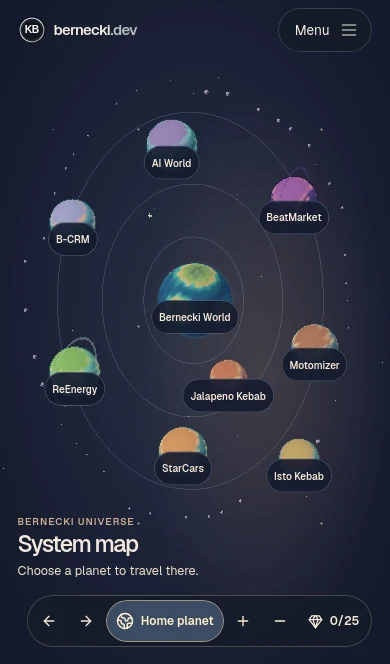 KB bernecki.dev
Menu
AI World
BeatMarket
B-CRM
Bernecki World
Motomizer
ReEnergy
Jalapeno Kebab
StarCars
Isto Kebab
BERNECKI UNIVERSE
System map
Choose a planet to travel there.
Home planet
0/25